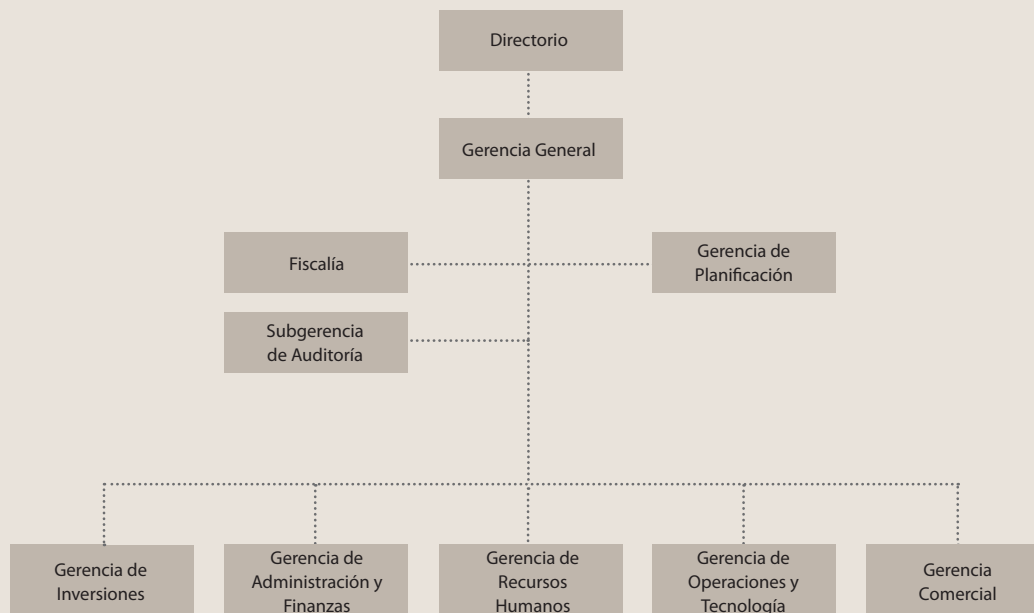 Directorio
Gerencia General
Fiscalía
Gerencia de
Planificación
Subgerencia
de Auditoría
Gerencia de
Inversiones
Gerencia de
Administración y
Finanzas
Gerencia de
Recursos
Humanos
Gerencia de
Operaciones y
Tecnología
Gerencia
Comercial